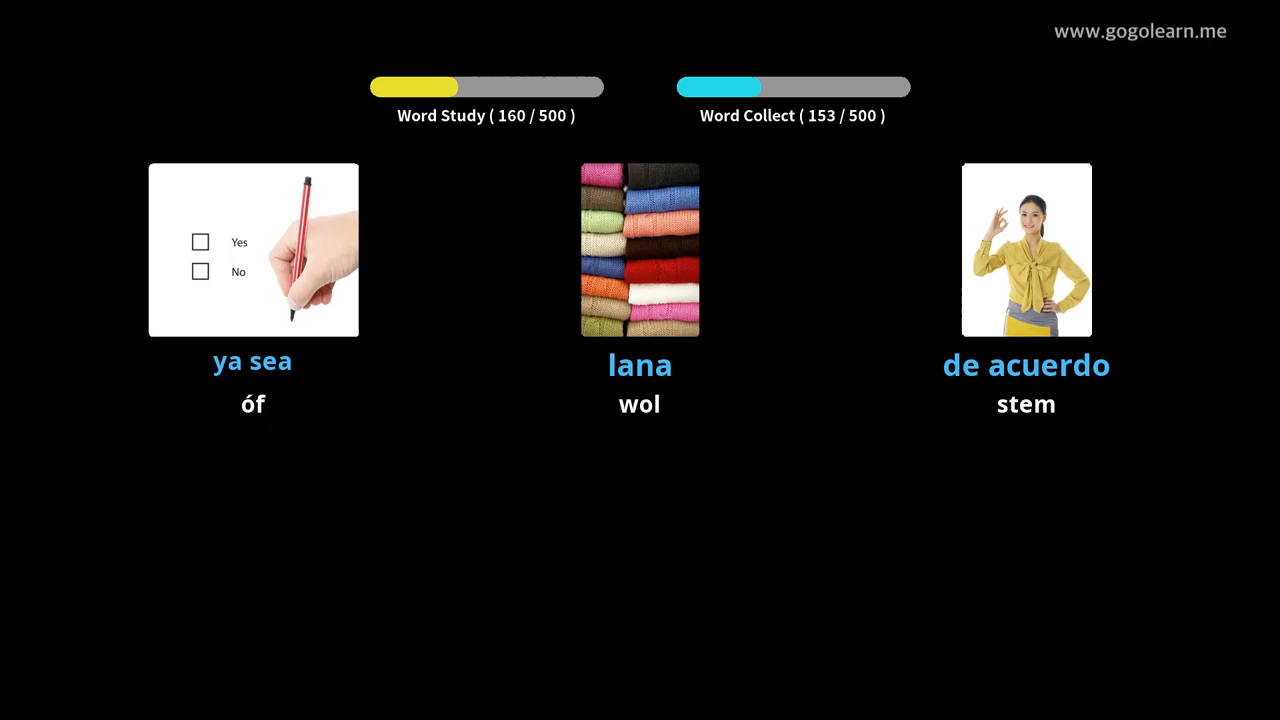 www.gogolearn.me
Word Study ( 160 / 500 )
Word Collect ( 153 / 500 )
Yes
No
ya sea
lana
de acuerdo
óf
wol
stem